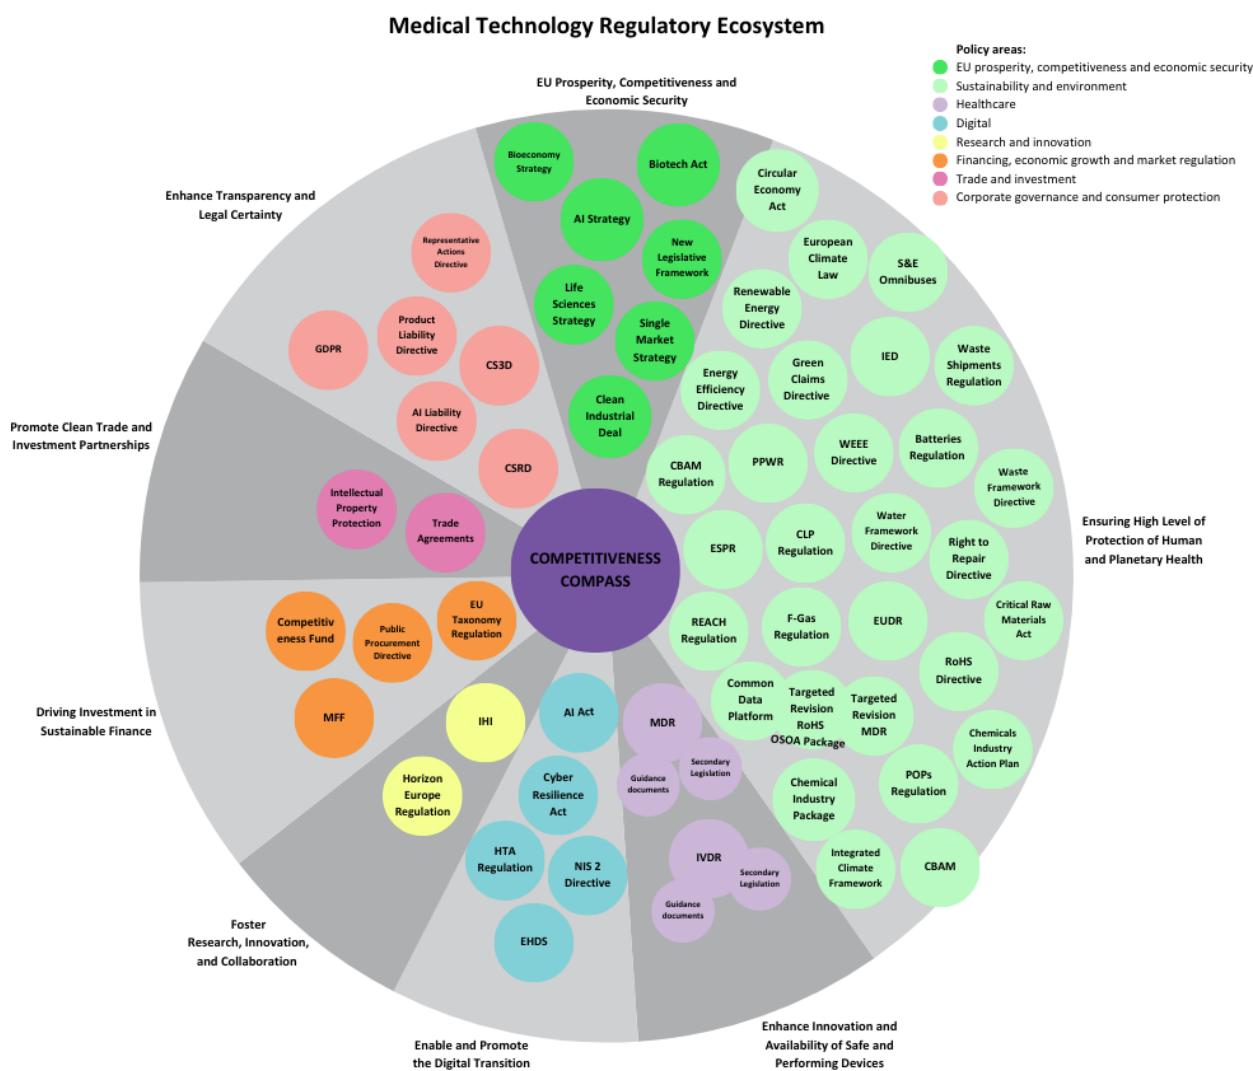 Medical Technology Regulatory Ecosystem
Policy areas:
EU prosperity, competitiveness and economic security
Sustainability and environment
Healthcare
Digital
Research and innovation
Financing, economic growth and market regulation
Trade and investment
Corporate governance and consumer protection
EU Prosperity, Competitiveness and
Economic Security
Bioeconomy
Strategy
Biotech Act
AI Strategy
New
Legislative
Framework
Life
Sciences
Strategy
Single
Market
Strategy
Clean
Industrial
Deal
Enhance Transparency and
Legal Certainty
Representative
Actions
Directive
GDPR
Product
Liability
Directive
CS3D
AI Liability
Directive
CSRD
Promote Clean Trade and
Investment Partnerships
Intellectual
Property
Protection
Trade
Agreements
COMPETITIVENESS
COMPASS
Driving Investment in
Sustainable Finance
Competitiv
eness Fund
Public
Procurement
Directive
EU
Taxonomy
Regulation
MFF
Foster
Research, Innovation,
and Collaboration
IHI
Horizon
Europe
Regulation
Enable and Promote
the Digital Transition
AI Act
Cyber
Resilience
Act
HTA
Regulation
NIS 2
Directive
EHDS
Enhance Innovation and
Availability of Safe and
Performing Devices
MDR
Guidance
documents
Secondary
Legislation
IVDR
Secondary
Legislation
Guidance
documents
Ensuring High Level of
Protection of Human
and Planetary Health
Circular
Economy
Act
European
Climate
Law
S&E
Omnibuses
Renewable
Energy
Directive
IED
Waste
Shipments
Regulation
Energy
Efficiency
Directive
Green
Claims
Directive
CBAM
Regulation
PPWR
WEEE
Directive
Batteries
Regulation
Waste
Framework
Directive
ESPR
CLP
Regulation
Water
Framework
Directive
Right to
Repair
Directive
REACH
Regulation
F-Gas
Regulation
EUDR
Critical Raw
Materials
Act
RoHS
Directive
Common
Data
Platform
Targeted
Revision
RoHS
Targeted
Revision
MDR
OSOA Package
Chemicals
Industry
Action Plan
Chemical
Industry
Package
POPs
Regulation
Integrated
Climate
Framework
CBAM